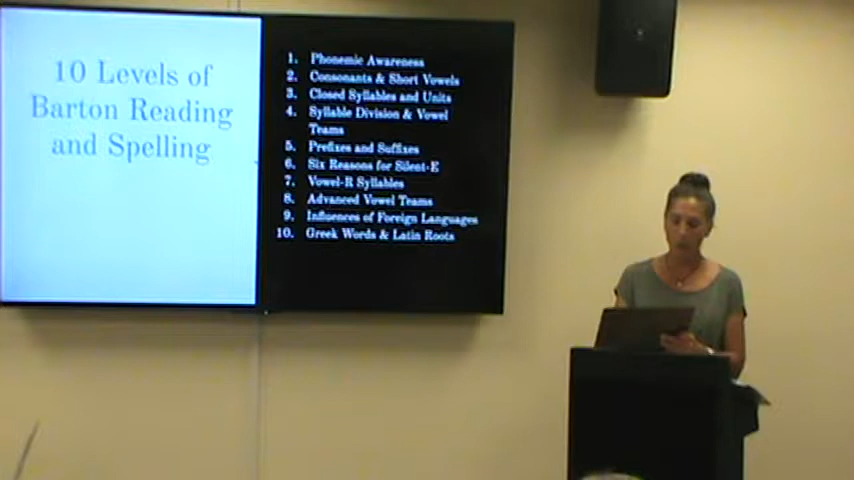 10 Levels of
Barton Reading
and Spelling
1. Phonemic Awareness
2. Consonants & Short Vowels
3. Closed Syllables and Units
4. Syllable Division & Vowel
Teams
5. Prefixes and Suffixes
6. Six Reasons for Silent-E
7. Vowel-R Syllables
8. Advanced Vowel Teams
9. Influences of Foreign Languages
10. Greek Words & Latin Roots